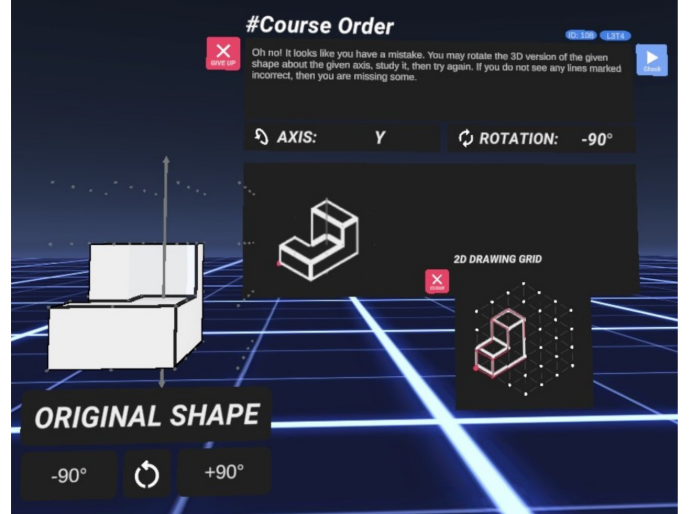 #Course Order
ID: 108
L3T4
GIVE UP
Oh no! It looks like you have a mistake. You may rotate the 3D version of the given
shape about the given axis, study it, then try again. If you do not see any lines marked
incorrect, then you are missing some.
Check
AXIS: Y
ROTATION: -90°
2D DRAWING GRID
ORIGINAL SHAPE
-90°
+90°